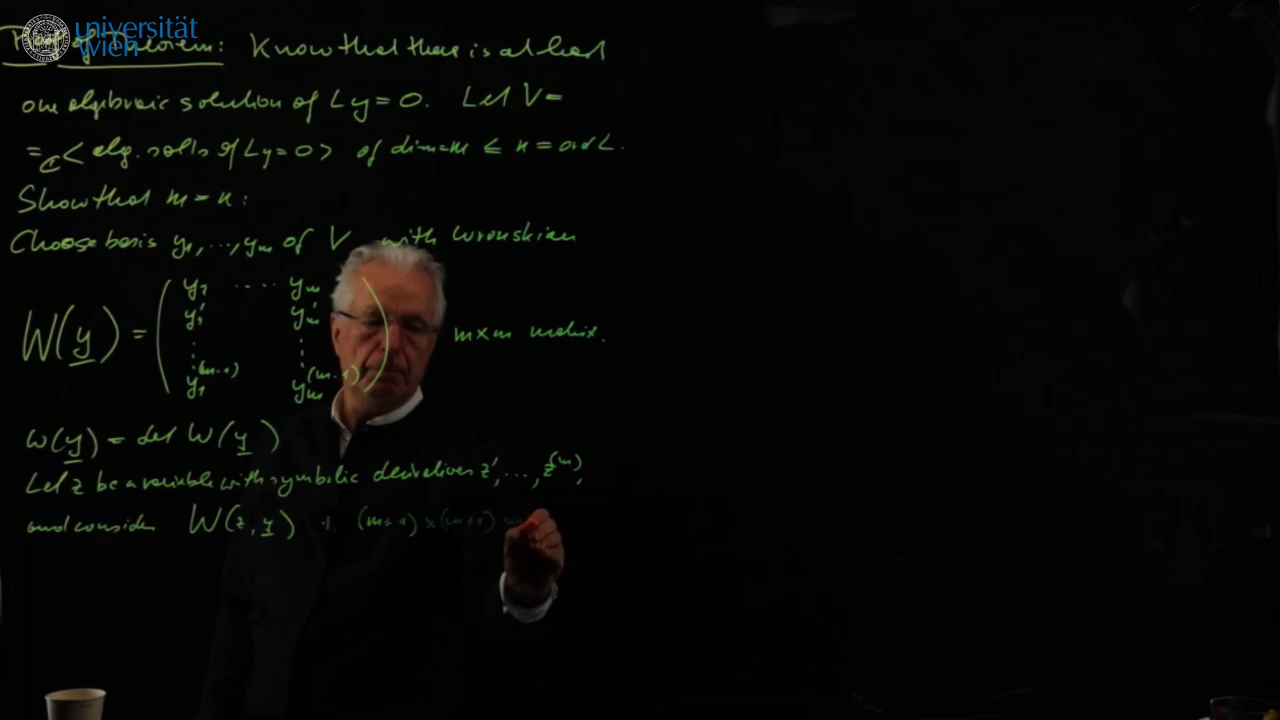 universität
wien
Proof of Theorem: Know that there is at least
one algebraic solution of Ly = 0. Let V =
= ℂ< alg. sol's of Ly=0> of dim = m ≤ n = ord L.
Show that m = n:
Choose basis y₁, ..., yₘ of V with wronskian
W(y) = ( y₁ .... yₘ
y₁' yₘ'
⋮ ⋮
y₁⁽ᵐ⁻¹⁾ yₘ⁽ᵐ⁻¹⁾ ) m×m matrix.
w(y) = det W(y)
Let z be a variable with symbolic derivatives z', ..., z⁽ᵐ⁾,
and consider W(z, y) (m+1) × (m+1)